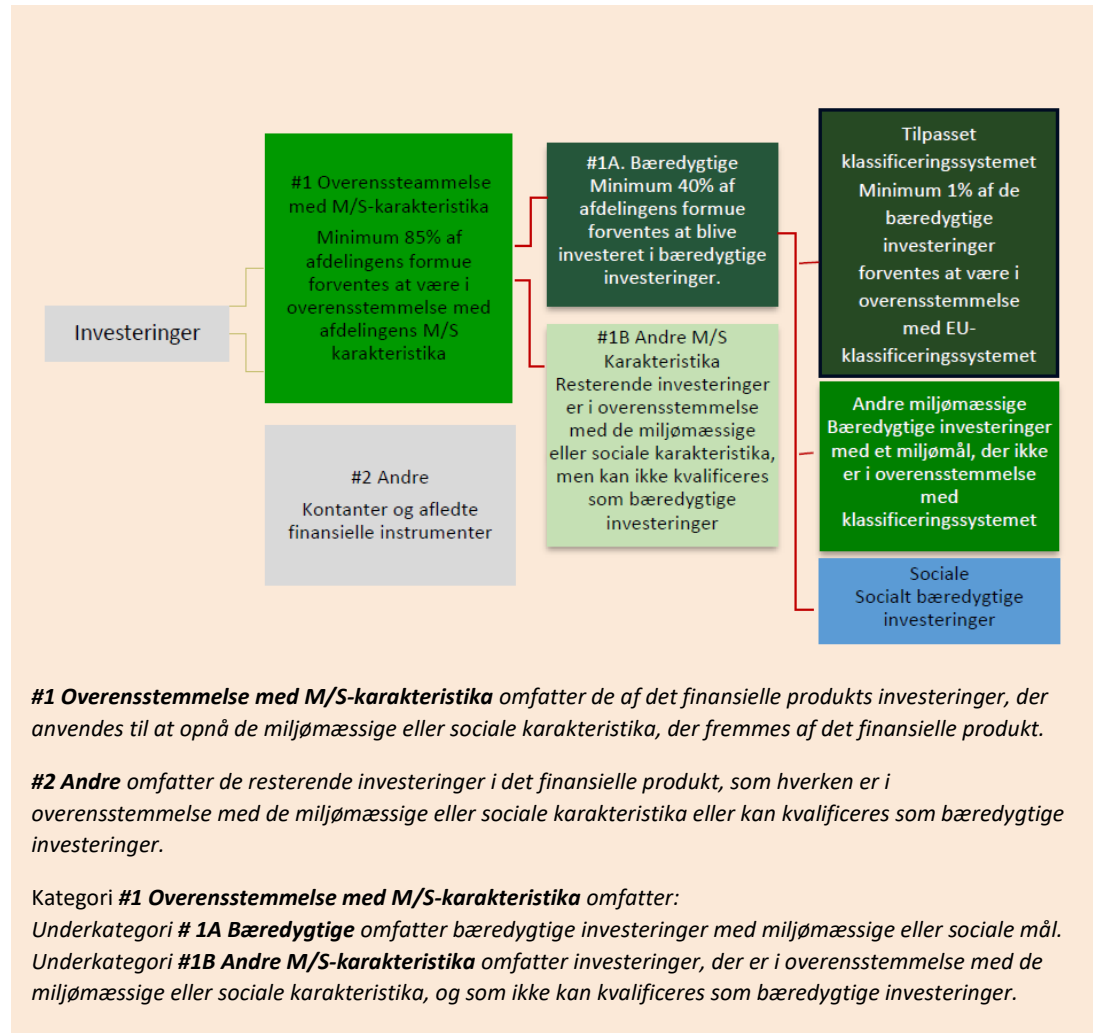 Investeringer
#1 Overenssteammelse
med M/S-karakteristika
Minimum 85% af
afdelingens formue
forventes at være i
overensstemmelse med
afdelingens M/S
karakteristika
#2 Andre
Kontanter og afledte
finansielle instrumenter
#1A. Bæredygtige
Minimum 40% af
afdelingens formue
forventes at blive
investeret i bæredygtige
investeringer.
#1B Andre M/S
Karakteristika
Resterende investeringer
er i overensstemmelse
med de miljømæssige
eller sociale karakteristika,
men kan ikke kvalificeres
som bæredygtige
investeringer
Tilpasset
klassificeringssystemet
Minimum 1% af de
bæredygtige
investeringer
forventes at være i
overensstemmelse
med EU-
klassificeringssystemet
Andre miljømæssige
Bæredygtige investeringer
med et miljømål, der ikke
er i overensstemmelse
med
klassificeringssystemet
Sociale
Socialt bæredygtige
investeringer
#1 Overensstemmelse med M/S-karakteristika omfatter de af det finansielle produkts investeringer, der
anvendes til at opnå de miljømæssige eller sociale karakteristika, der fremmes af det finansielle produkt.
#2 Andre omfatter de resterende investeringer i det finansielle produkt, som hverken er i
overensstemmelse med de miljømæssige eller sociale karakteristika eller kan kvalificeres som bæredygtige
investeringer.
Kategori #1 Overensstemmelse med M/S-karakteristika omfatter:
Underkategori # 1A Bæredygtige omfatter bæredygtige investeringer med miljømæssige eller sociale mål.
Underkategori #1B Andre M/S-karakteristika omfatter investeringer, der er i overensstemmelse med de
miljømæssige eller sociale karakteristika, og som ikke kan kvalificeres som bæredygtige investeringer.